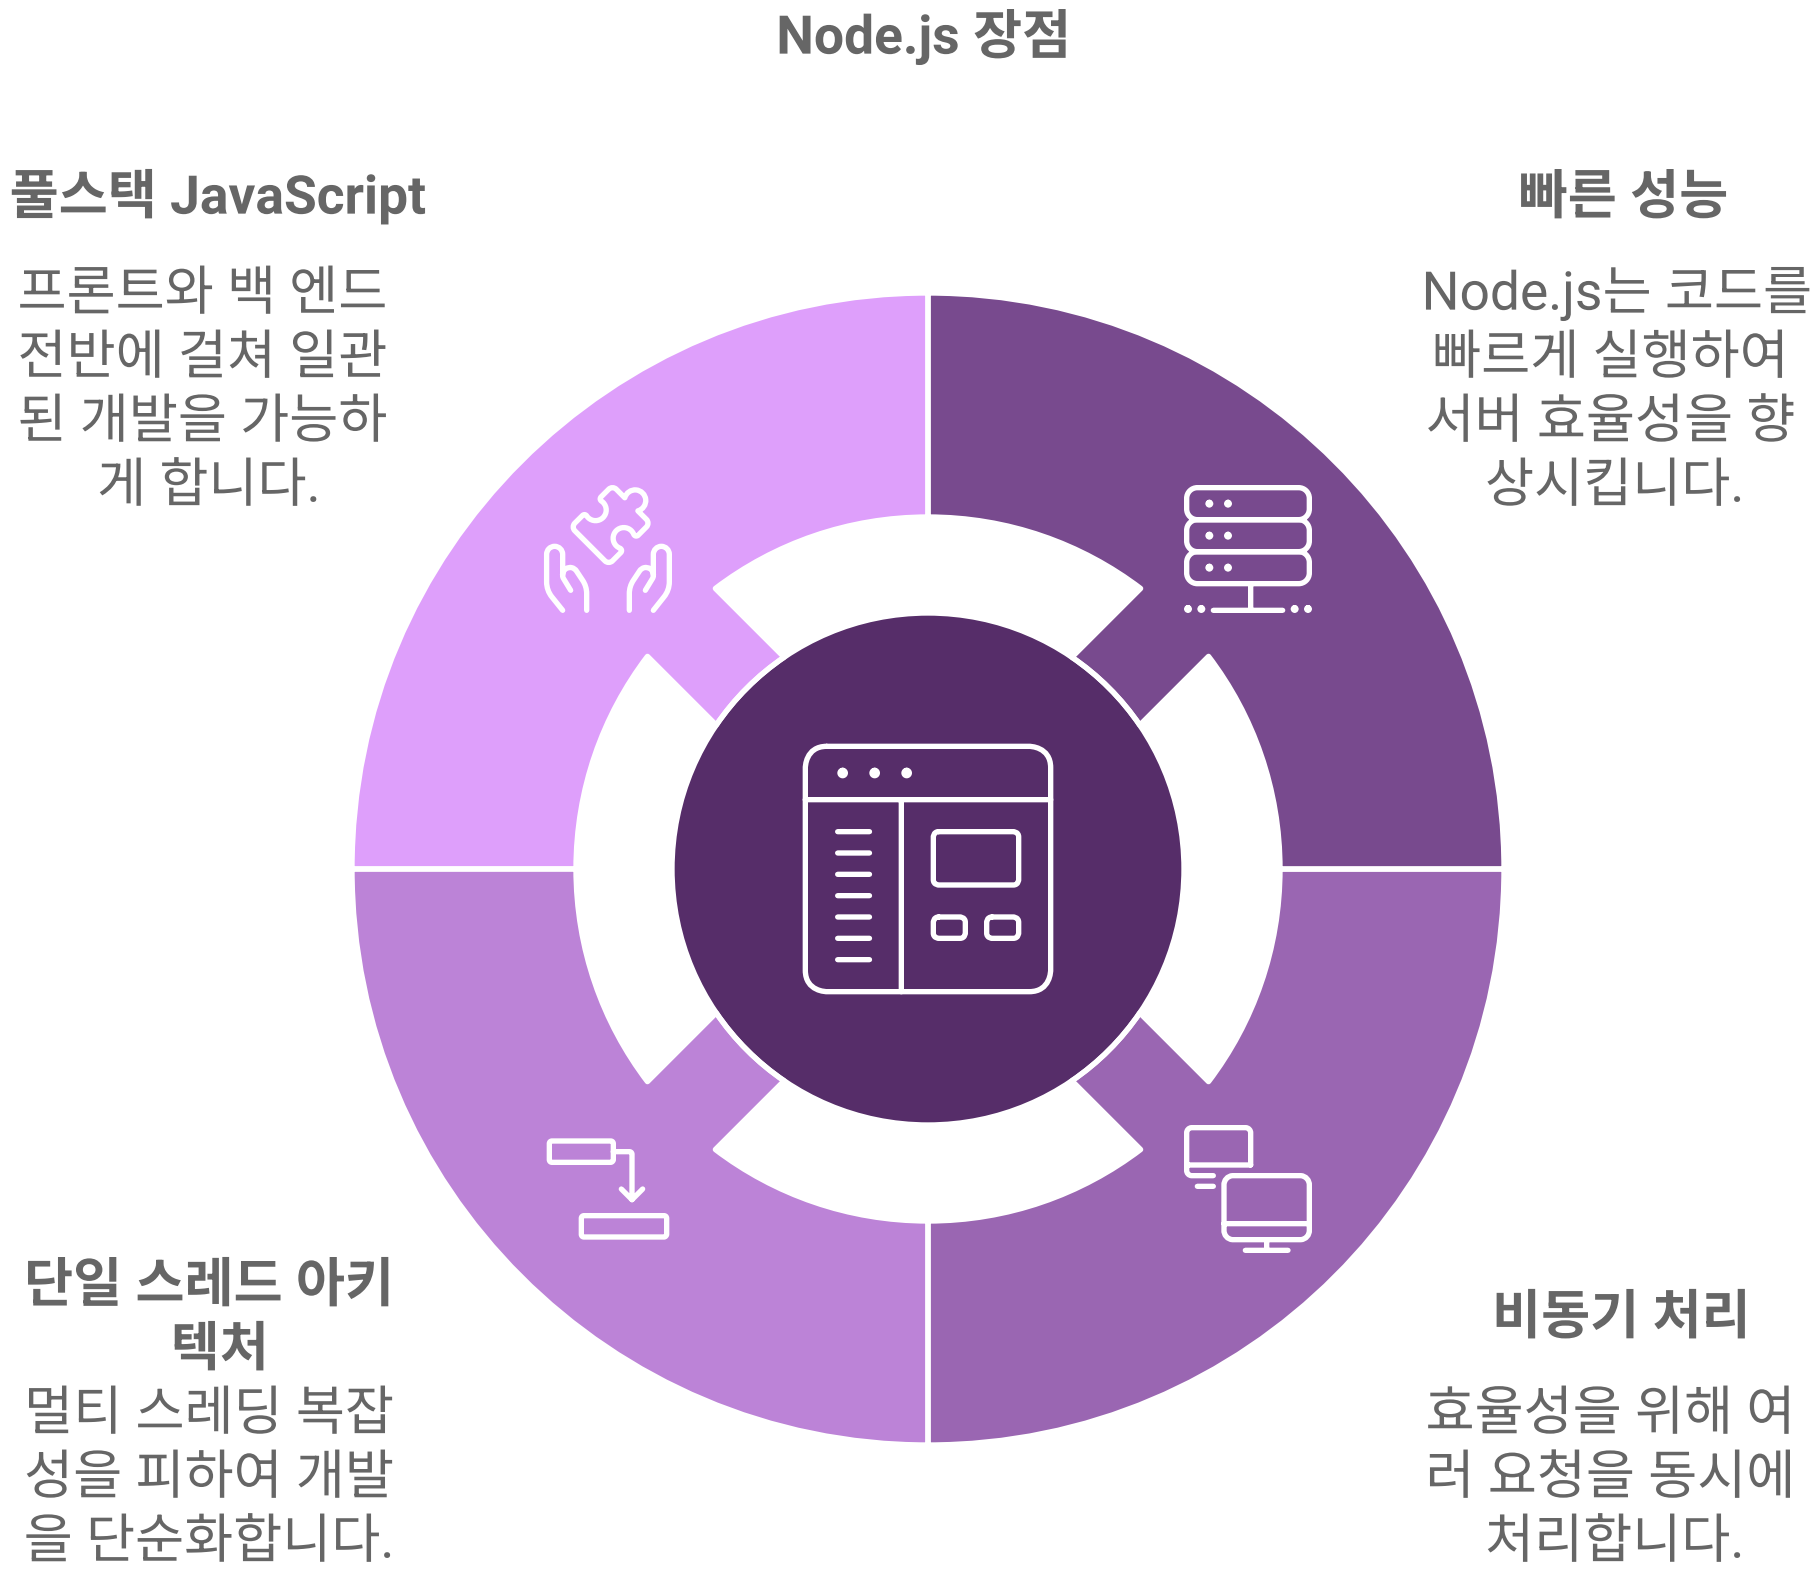 Node.js 장점
풀스택 JavaScript
프론트와 백 엔드
전반에 걸쳐 일관
된 개발을 가능하
게 합니다.
빠른 성능
Node.js는 코드를
빠르게 실행하여
서버 효율성을 향
상시킵니다.
단일 스레드 아키
텍처
멀티 스레딩 복잡
성을 피하여 개발
을 단순화합니다.
비동기 처리
효율성을 위해 여
러 요청을 동시에
처리합니다.